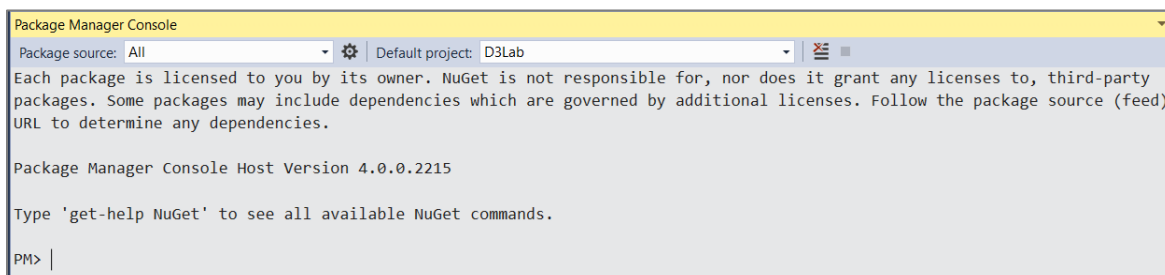 Package Manager Console
Package source: All Default project: D3Lab
Each package is licensed to you by its owner. NuGet is not responsible for, nor does it grant any licenses to, third-party
packages. Some packages may include dependencies which are governed by additional licenses. Follow the package source (feed)
URL to determine any dependencies.
Package Manager Console Host Version 4.0.0.2215
Type 'get-help NuGet' to see all available NuGet commands.
PM>